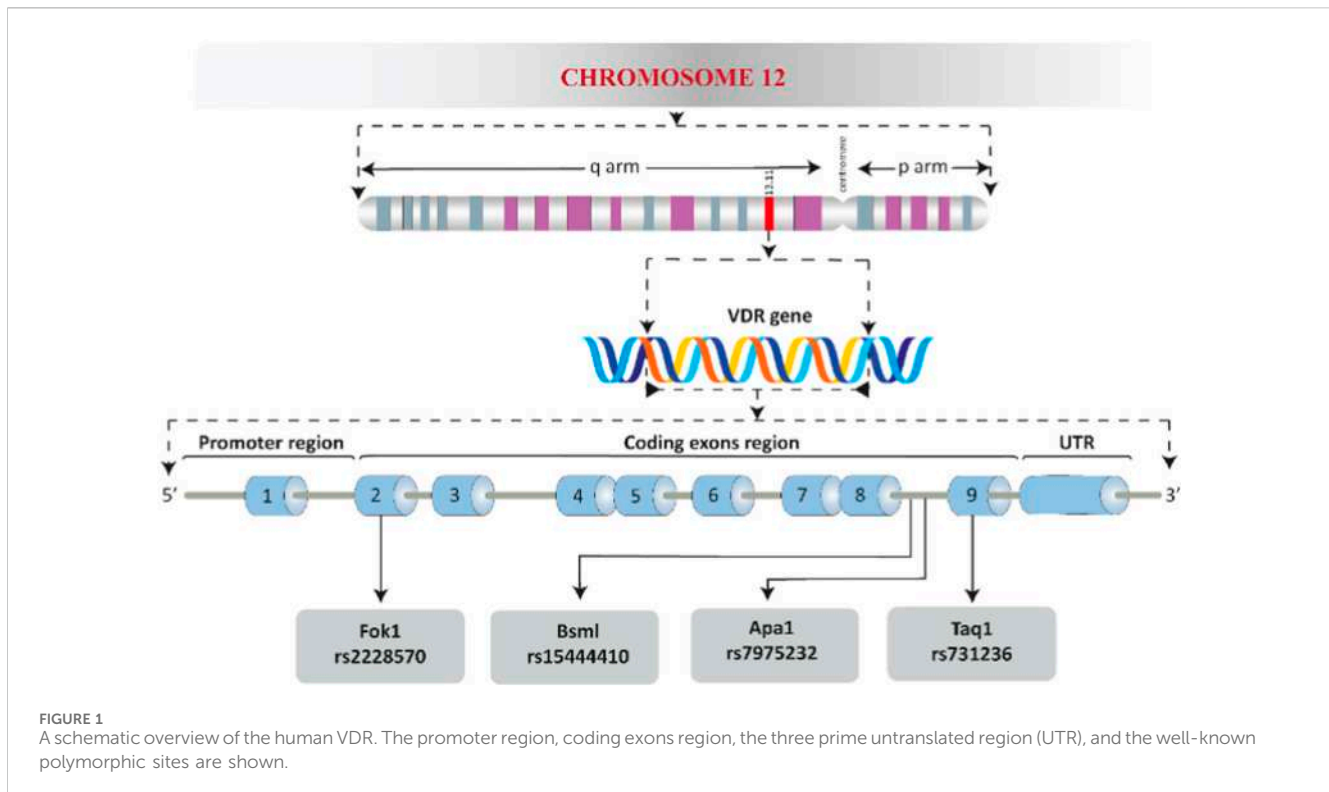 CHROMOSOME 12
q arm
centromere
p arm
13.11
VDR gene
Promoter region
Coding exons region
UTR
5’ 1 2 3 4 5 6 7 8 9 3’
Fok1
rs2228570
BsmI
rs15444410
Apa1
rs7975232
Taq1
rs731236
FIGURE 1
A schematic overview of the human VDR. The promoter region, coding exons region, the three prime untranslated region (UTR), and the well-known
polymorphic sites are shown.